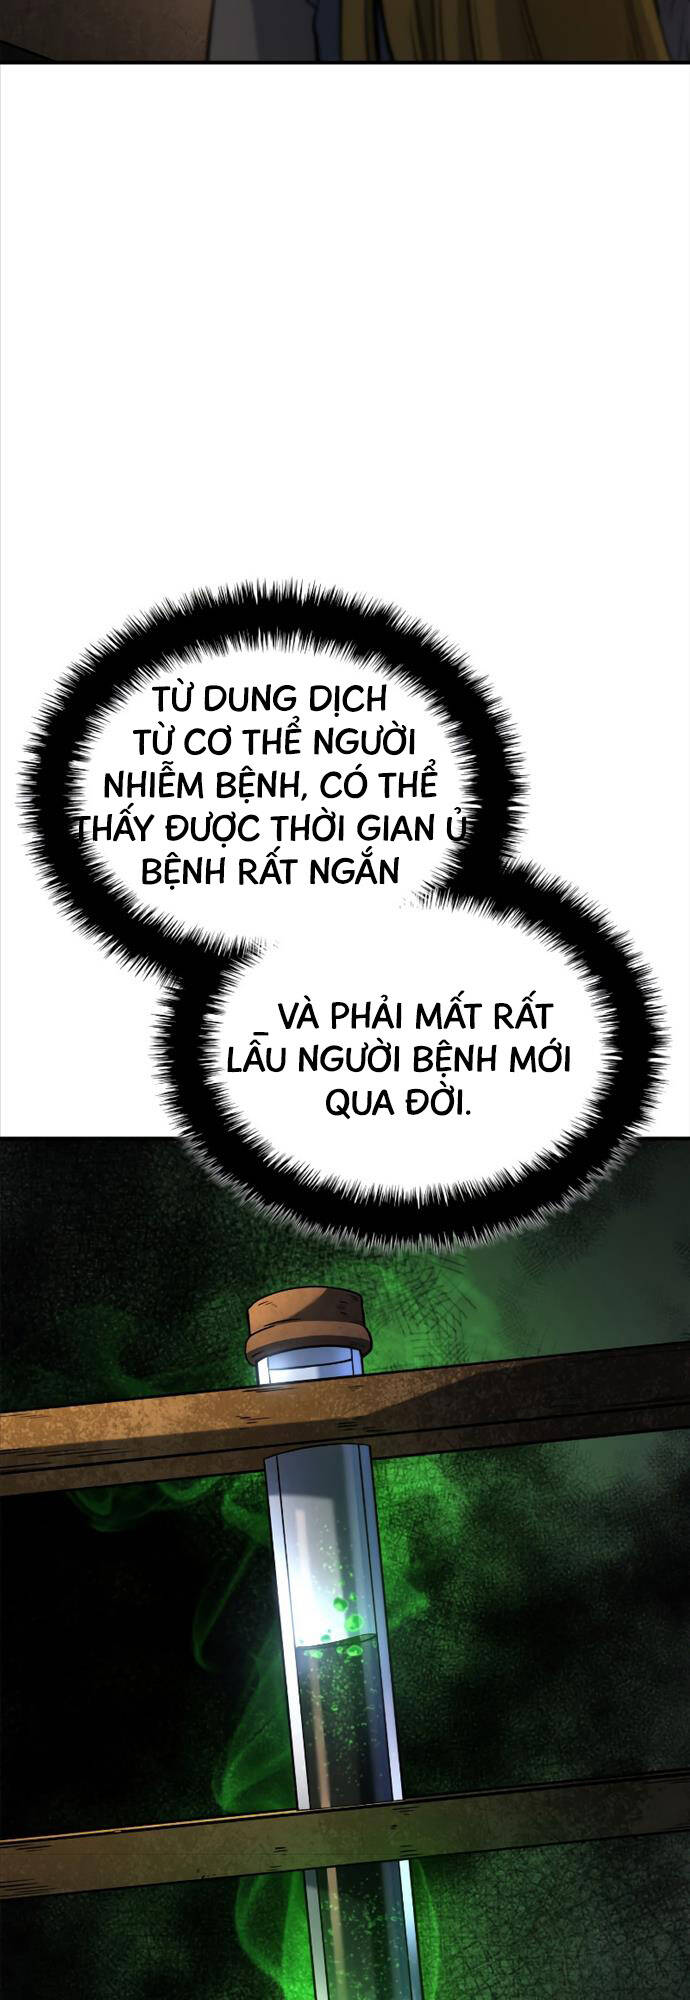 TỪ DUNG DỊCH
TỪ CƠ THỂ NGƯỜI
NHIỄM BỆNH, CÓ THỂ
THẤY ĐƯỢC THỜI GIAN Ủ
BỆNH RẤT NGẮN
_ VÀ PHẢI MẤT RẤT
LÂU NGƯỜI BỆNH MỚI
QUA ĐỜI.